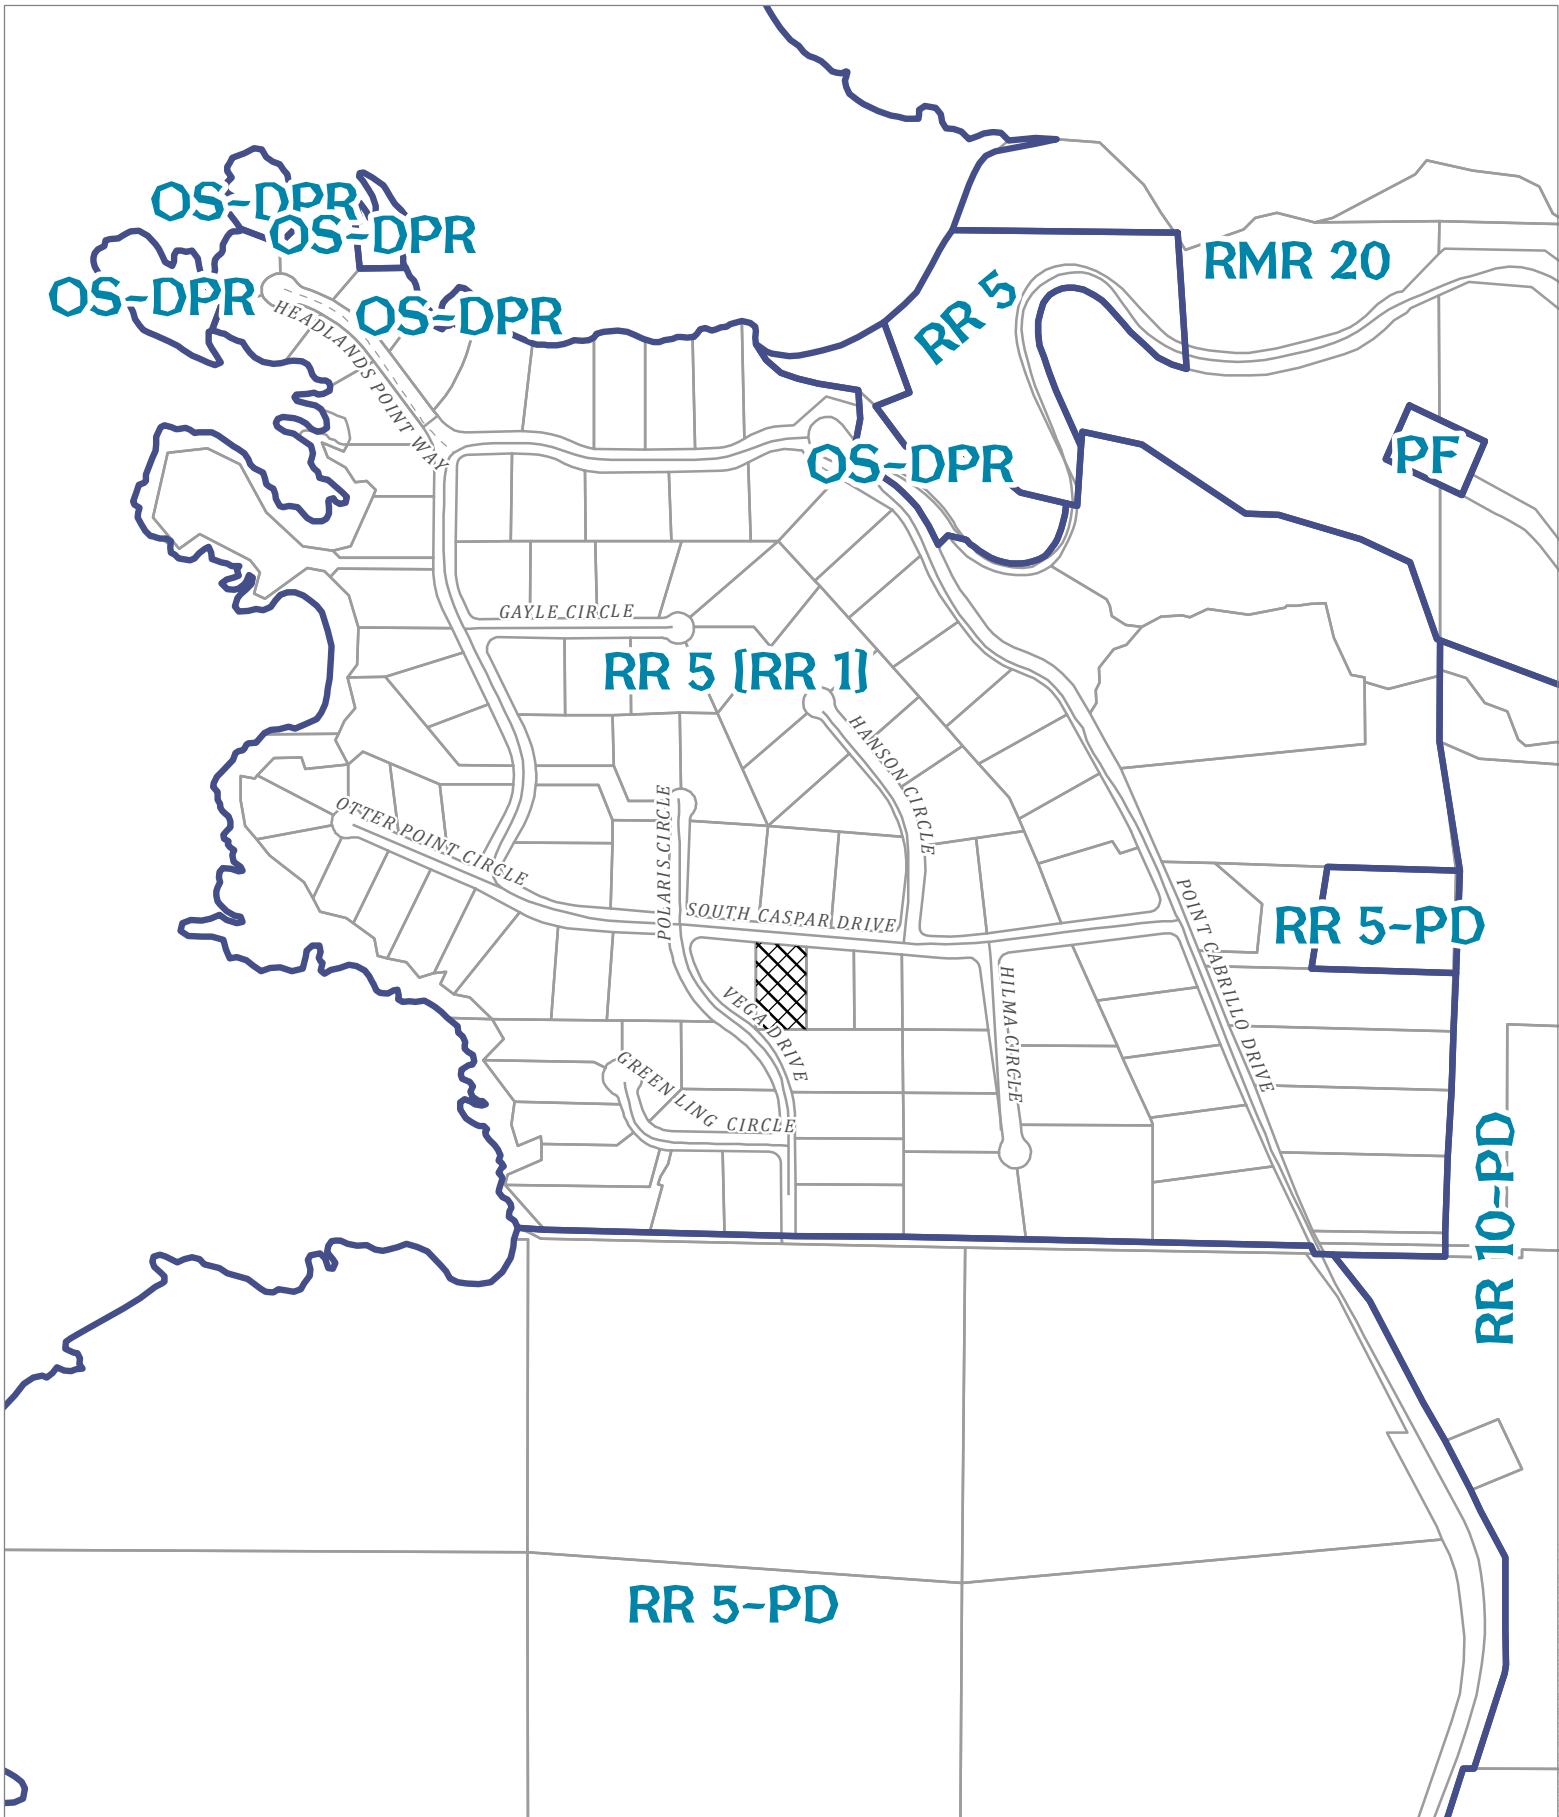 OS-DPR
OS-DPR
OS-DPR
OS-DPR
HEADLANDS POINT WAY
RR 5
RMR 20
PF
OS-DPR
GAYLE CIRCLE
RR 5 [RR 1]
HANSON CIRCLE
OTTER POINT CIRCLE
POLARIS CIRCLE
SOUTH CASPAR DRIVE
POINT CABRILLO DRIVE
RR 5-PD
VEGA DRIVE
HILMA CIRCLE
GREENLING CIRCLE
RR 10-PD
RR 5-PD